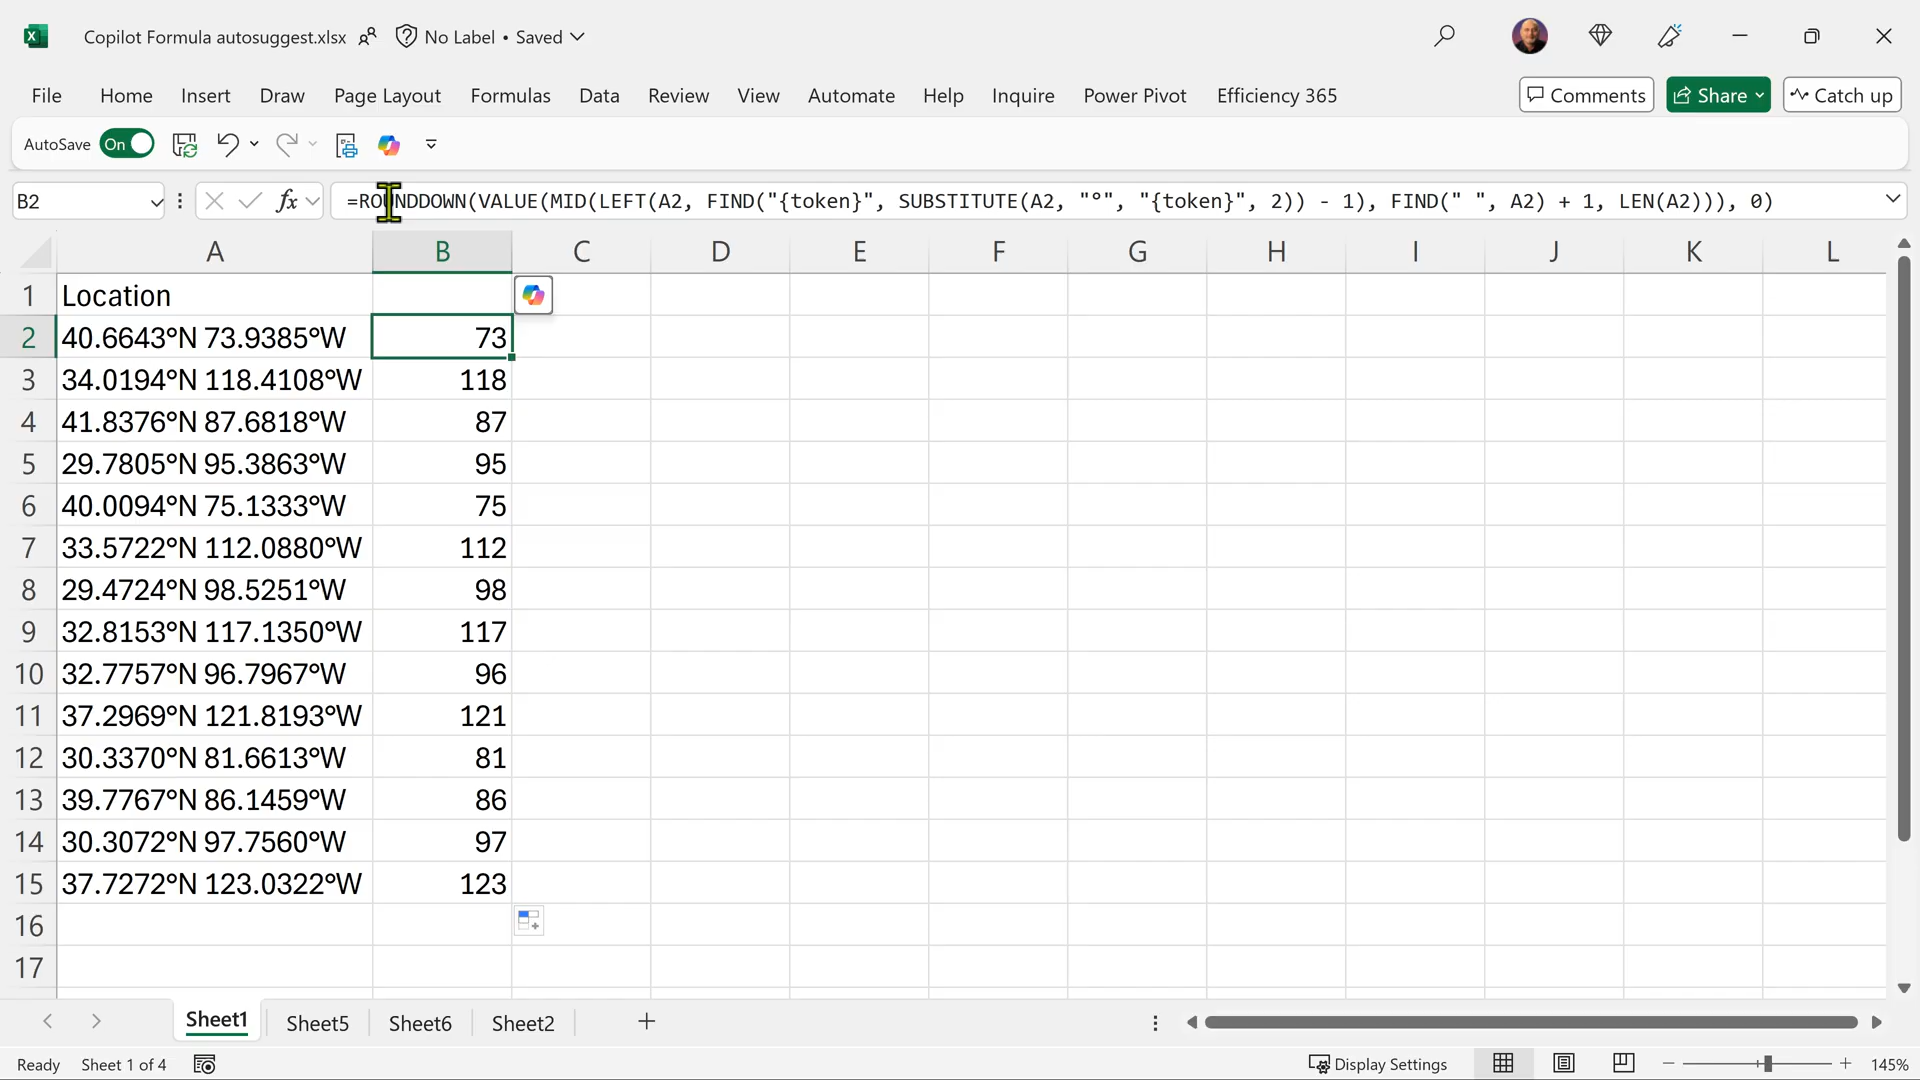 Copilot Formula autosuggest.xlsx No Label • Saved
File Home Insert Draw Page Layout Formulas Data Review View Automate Help Inquire Power Pivot Efficiency 365 Comments Share Catch up
AutoSave On
B2 fx =ROUNDDOWN(VALUE(MID(LEFT(A2, FIND("{token}", SUBSTITUTE(A2, "°", "{token}", 2)) - 1), FIND(" ", A2) + 1, LEN(A2))), 0)
A B C D E F G H I J K L
1 Location
2 40.6643°N 73.9385°W 73
3 34.0194°N 118.4108°W 118
4 41.8376°N 87.6818°W 87
5 29.7805°N 95.3863°W 95
6 40.0094°N 75.1333°W 75
7 33.5722°N 112.0880°W 112
8 29.4724°N 98.5251°W 98
9 32.8153°N 117.1350°W 117
10 32.7757°N 96.7967°W 96
11 37.2969°N 121.8193°W 121
12 30.3370°N 81.6613°W 81
13 39.7767°N 86.1459°W 86
14 30.3072°N 97.7560°W 97
15 37.7272°N 123.0322°W 123
16
17
Sheet1 Sheet5 Sheet6 Sheet2
Ready Sheet 1 of 4 Display Settings 145%